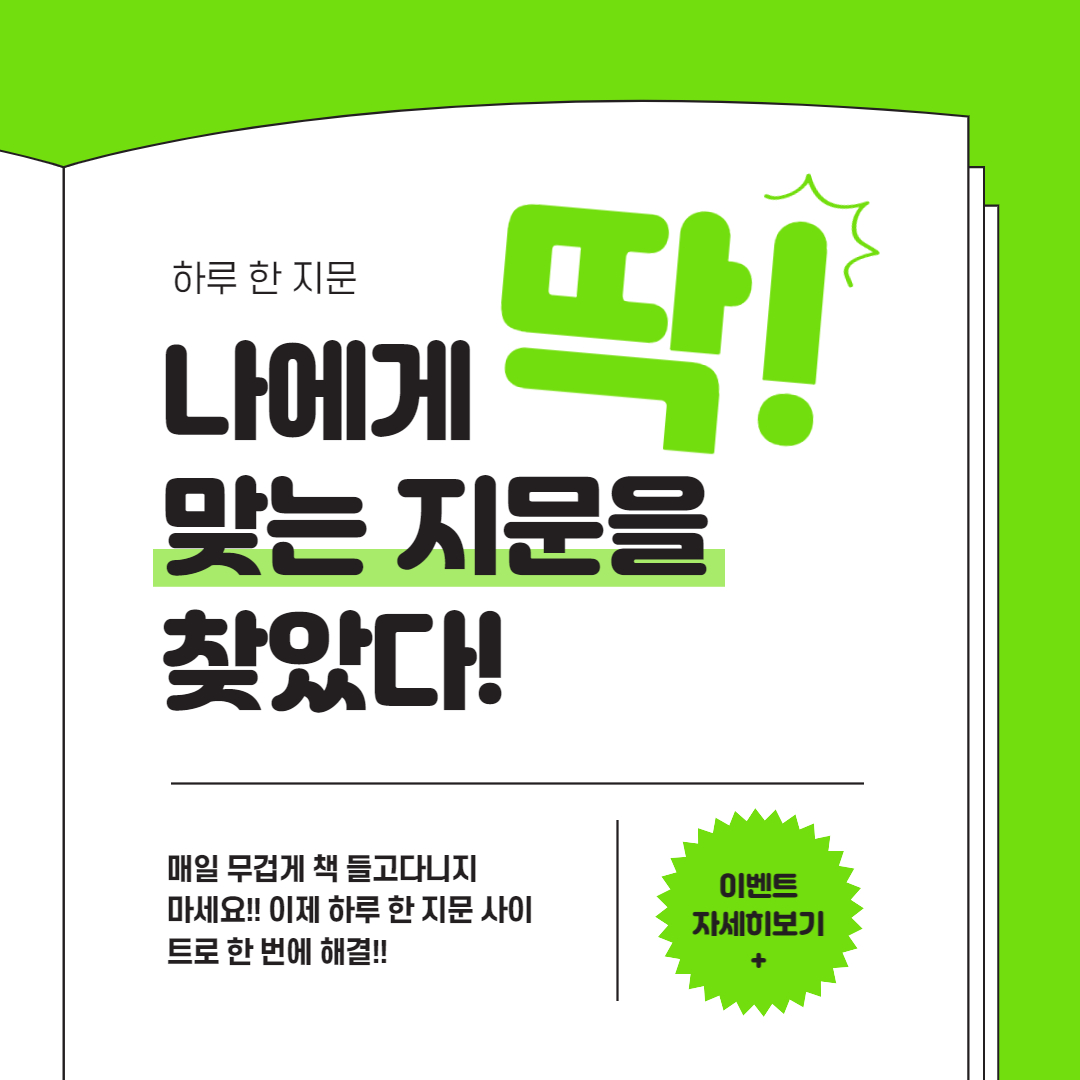 하루 한 지문
나에게 딱!
맞는 지문을
찾았다!
매일 무겁게 책 들고다니지
마세요!! 이제 하루 한 지문 사이
트로 한 번에 해결!!
이벤트
자세히보기
+